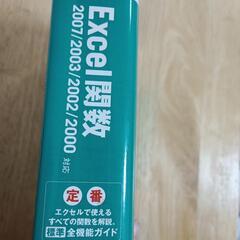 Excel関数
2007/2003/2002/2000 対応
定番
エクセルで使える
すべての関数を解説。
標準全機能ガイド